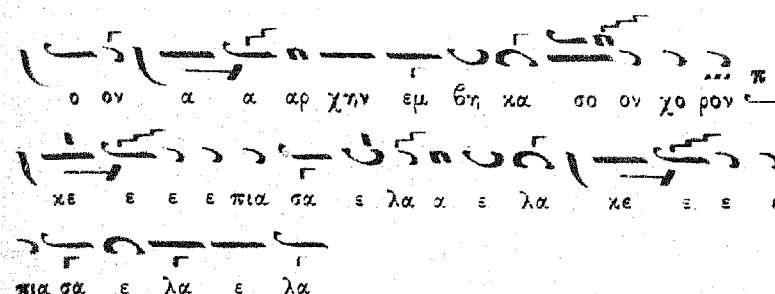 ο ον α α αρ χην εμ βη κα σο ον χο ρον π
κε ε ε ε πια σα ε λα α ε λα κε ε ε ε
πια σα ε λα ε λα